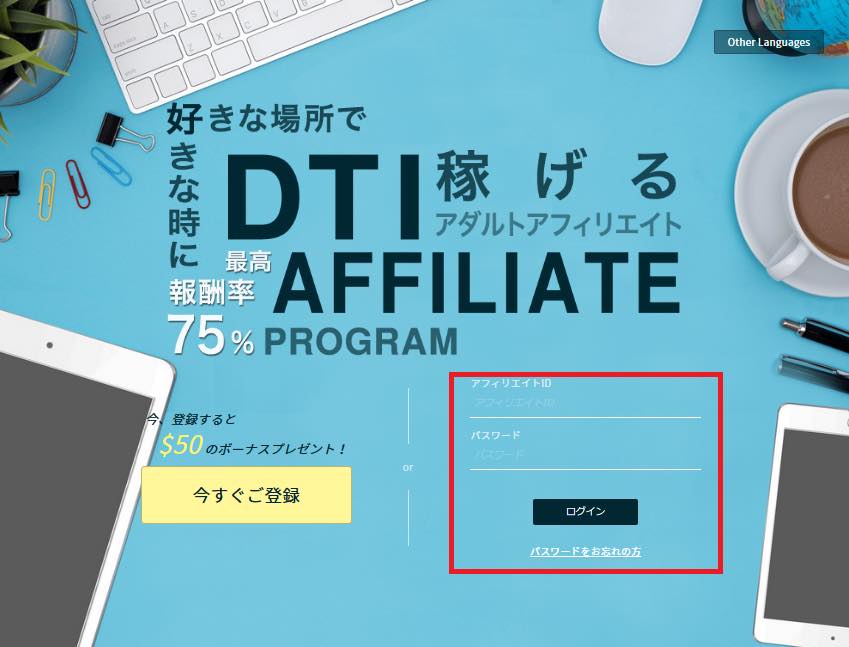 Other Languages
好きな場所で
好きな時に
DTI
稼げる
アダルトアフィリエイト
最高
報酬率
75%
AFFILIATE
PROGRAM
今、登録すると
$50のボーナスプレゼント!
今すぐご登録
or
アフィリエイトID
アフィリエイトID
パスワード
パスワード
ログイン
パスワードをお忘れの方